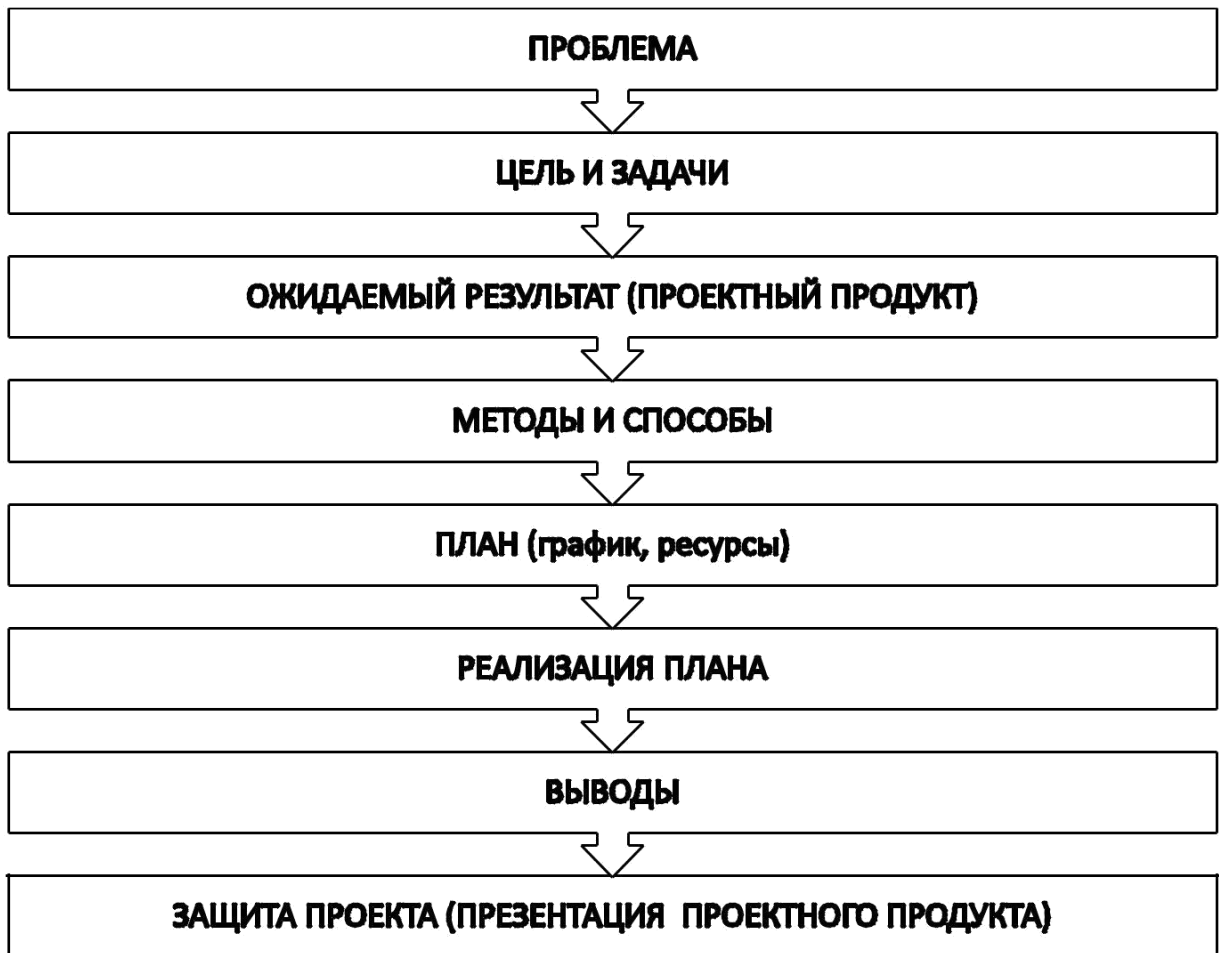 ПРОБЛЕМА
ЦЕЛЬ И ЗАДАЧИ
ОЖИДАЕМЫЙ РЕЗУЛЬТАТ (ПРОЕКТНЫЙ ПРОДУКТ)
МЕТОДЫ И СПОСОБЫ
ПЛАН (график, ресурсы)
РЕАЛИЗАЦИЯ ПЛАНА
ВЫВОДЫ
ЗАЩИТА ПРОЕКТА (ПРЕЗЕНТАЦИЯ ПРОЕКТНОГО ПРОДУКТА)